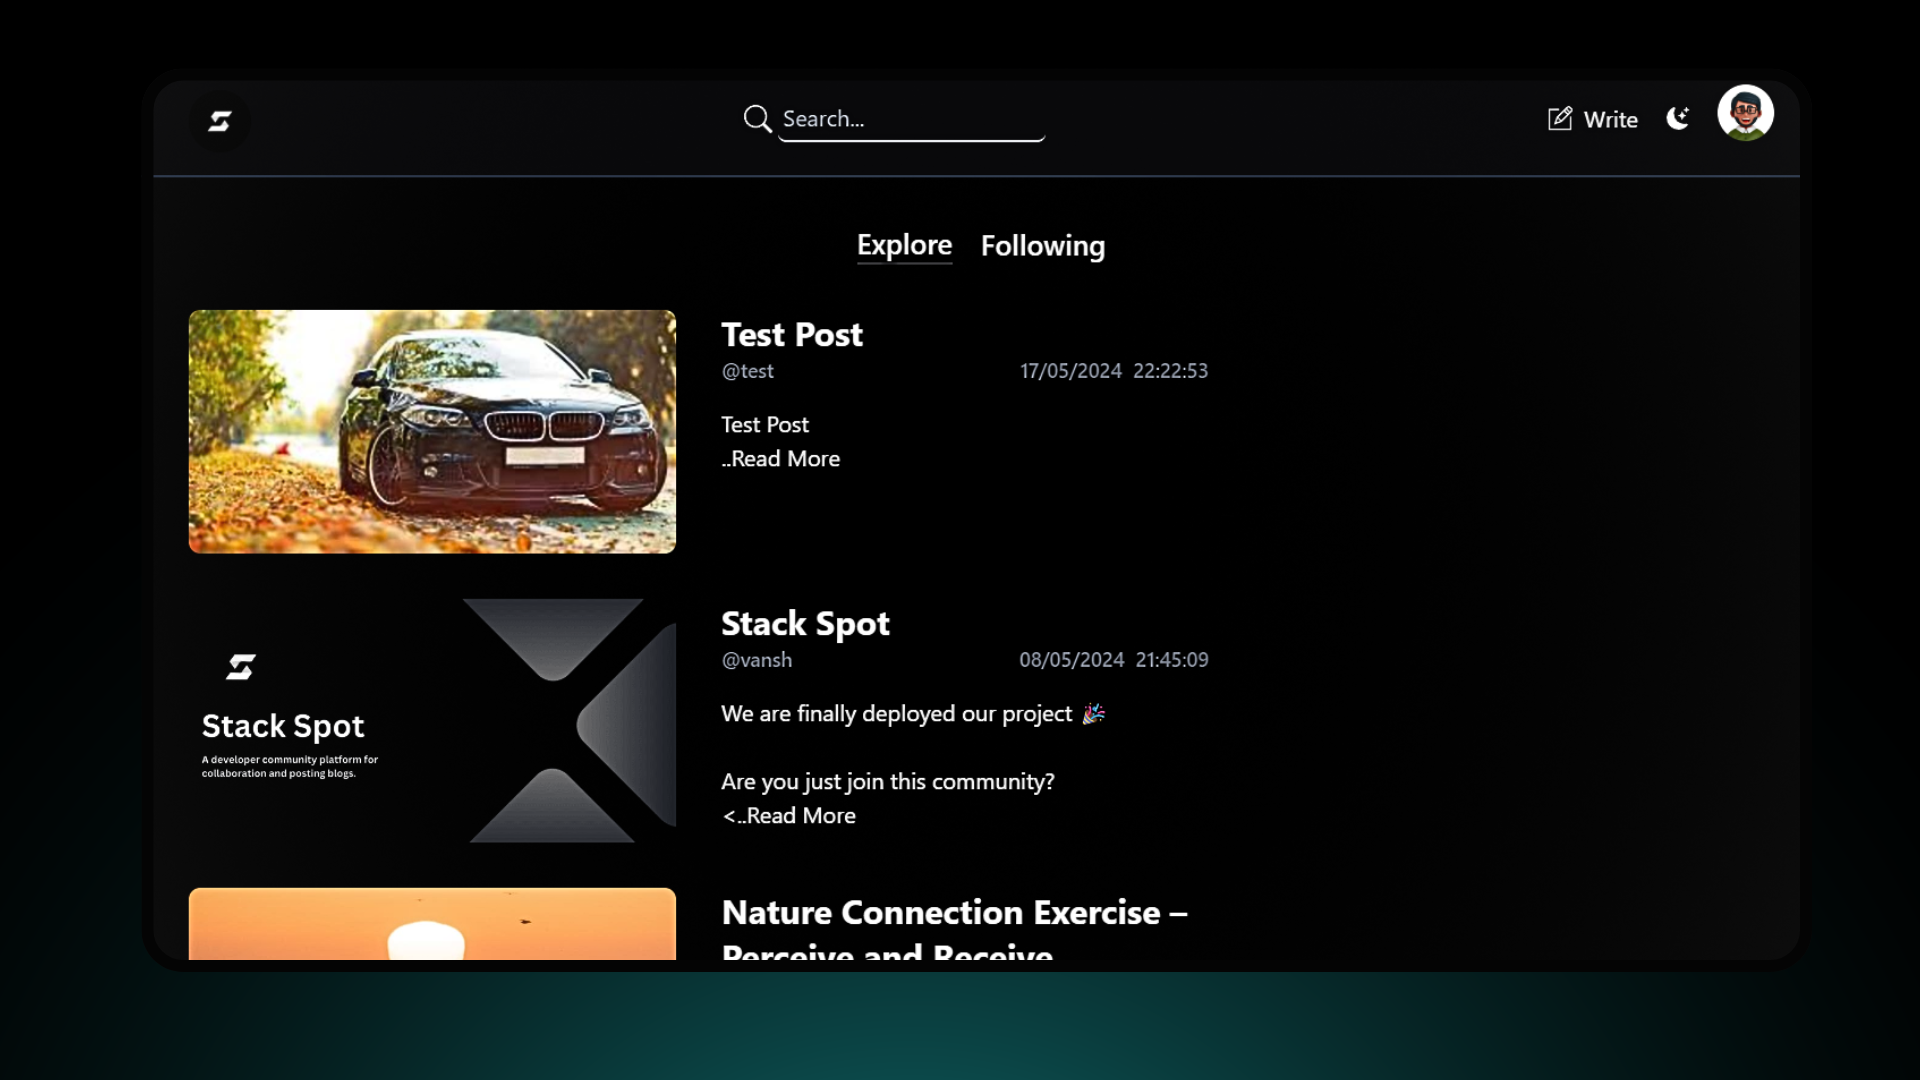 Search...
Write
Explore Following
Test Post
@test 17/05/2024 22:22:53
Test Post
..Read More
Stack Spot
A developer community platform for
collaboration and posting blogs.
Stack Spot
@vansh 08/05/2024 21:45:09
We are finally deployed our project 🎉
Are you just join this community?
<..Read More
Nature Connection Exercise –
Perceive and Receive